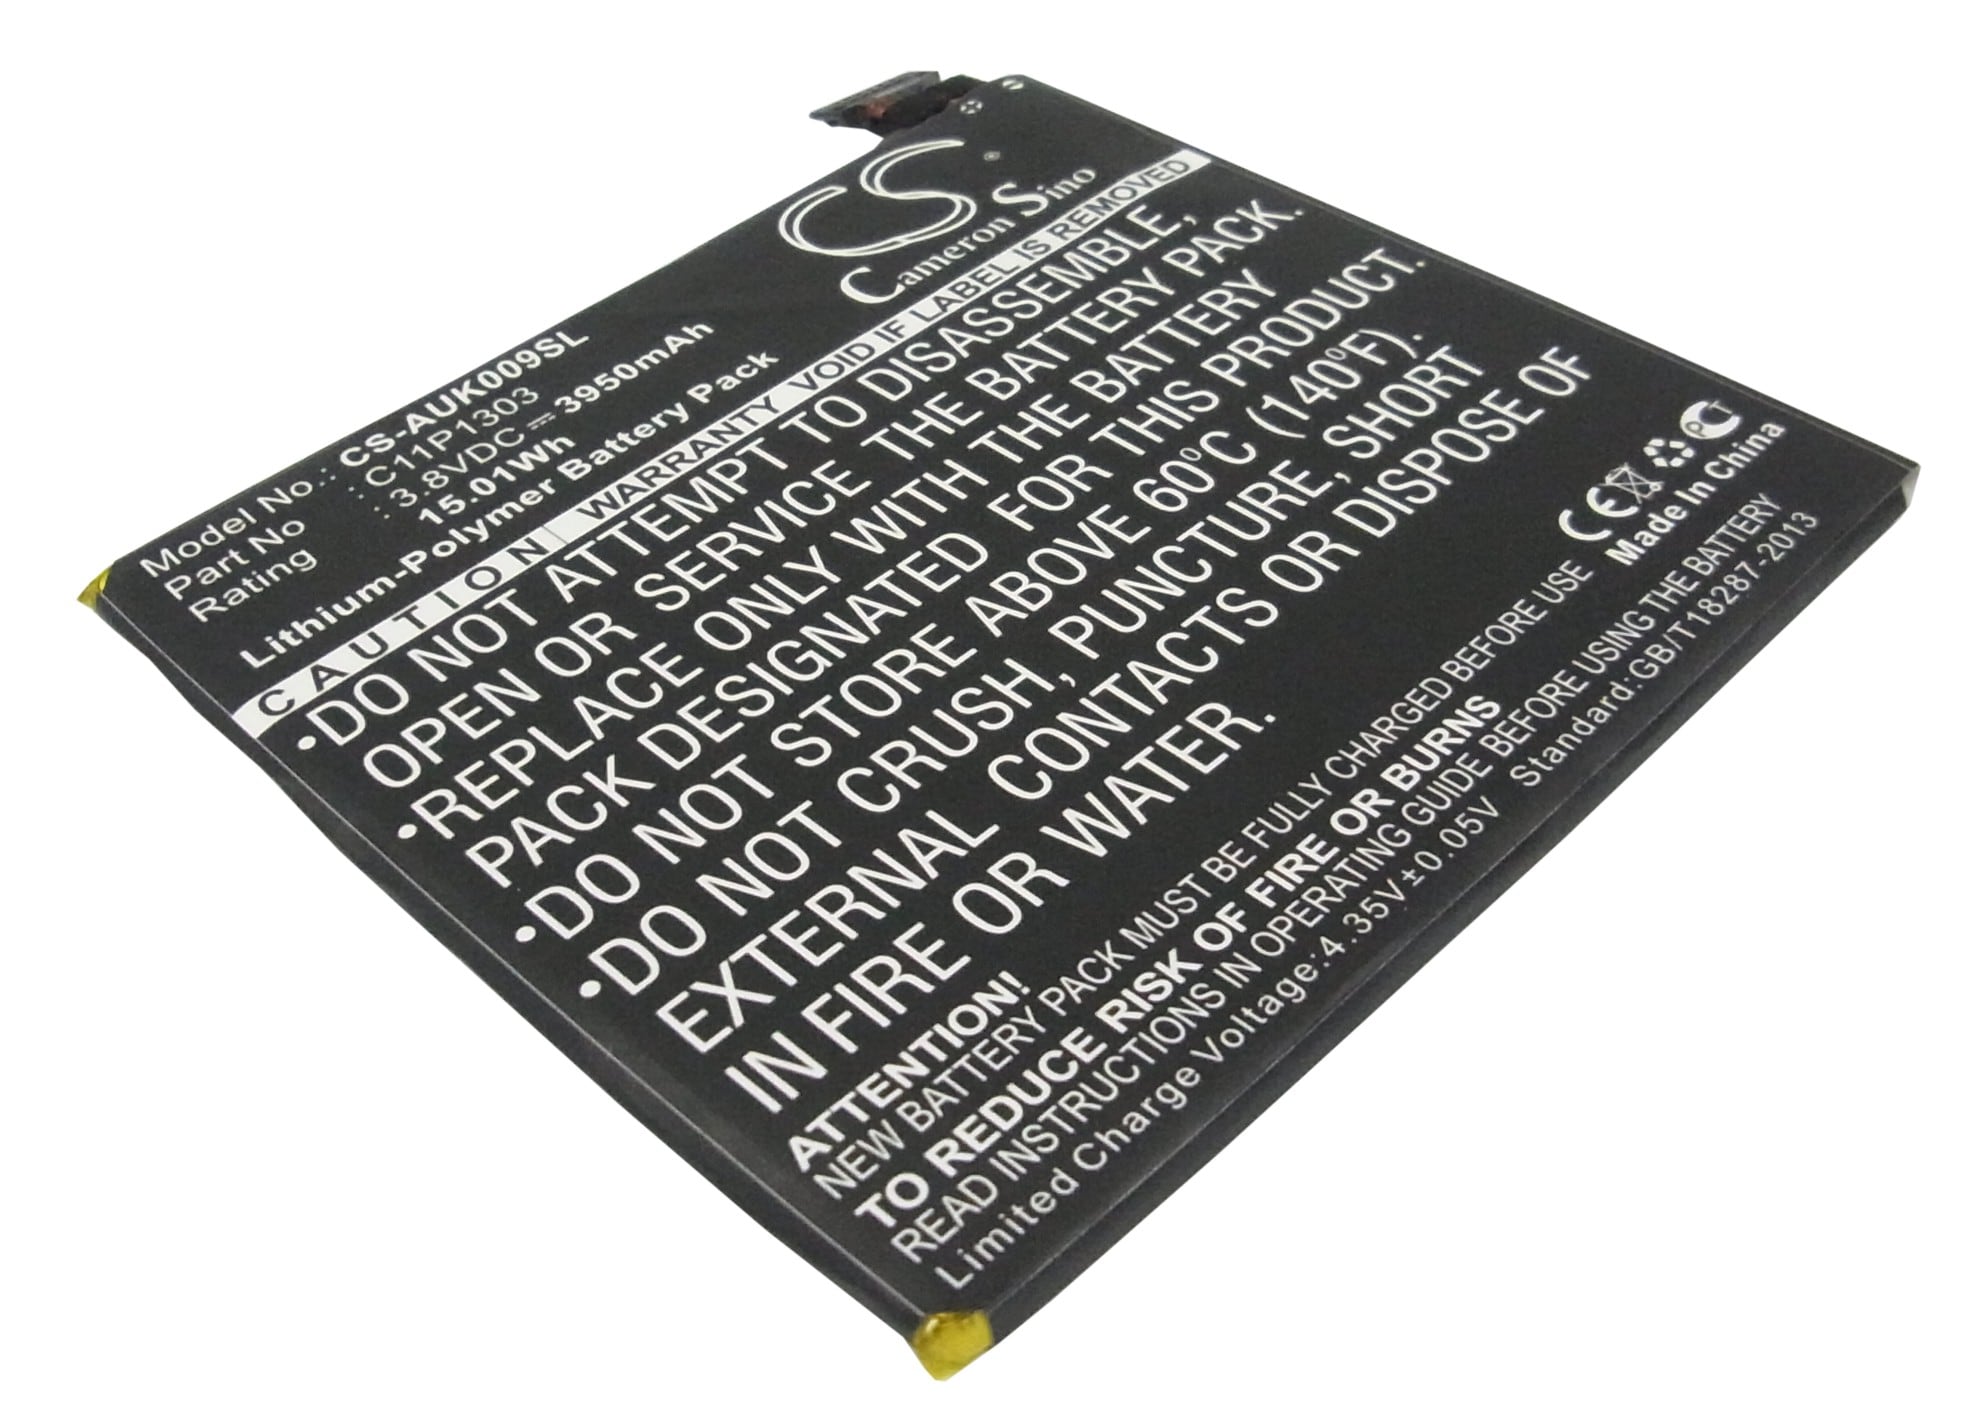 CS
Cameron Sino
Model No.: CS-AUK009SL
Part No : C11P1303
Rating : 3.8VDC ⎓ 3950mAh
15.01Wh
Lithium-Polymer Battery Pack
CAUTION WARRANTY VOID IF LABEL IS REMOVED
•DO NOT ATTEMPT TO DISASSEMBLE,
OPEN OR SERVICE THE BATTERY PACK.
•REPLACE ONLY WITH THE BATTERY
PACK DESIGNATED FOR THIS PRODUCT.
•DO NOT STORE ABOVE 60°C (140°F).
•DO NOT CRUSH, PUNCTURE, SHORT
EXTERNAL CONTACTS OR DISPOSE OF
IN FIRE OR WATER.
CE
PCT
Made In China
ATTENTION!
NEW BATTERY PACK MUST BE FULLY CHARGED BEFORE USE
TO REDUCE RISK OF FIRE OR BURNS
READ INSTRUCTIONS IN OPERATING GUIDE BEFORE USING THE BATTERY
Limited Charge Voltage:4.35V±0.05V Standard:GB/T18287-2013